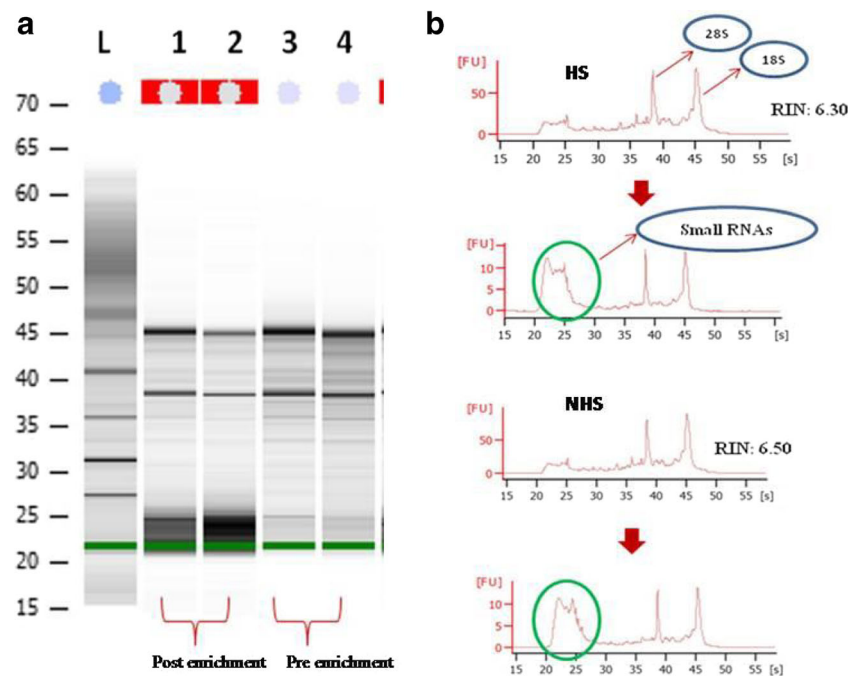 a
L 1 2 3 4
70
65
60
55
50
45
40
35
30
25
20
15
Post enrichment Pre enrichment
b
28S
18S
[FU]
HS
RIN: 6.30
50
0
15 20 25 30 35 40 45 50 55 [s]
Small RNAs
[FU]
10
5
0
15 20 25 30 35 40 45 50 55 [s]
NHS
[FU]
RIN: 6.50
50
0
15 20 25 30 35 40 45 50 55 [s]
[FU]
10
5
0
15 20 25 30 35 40 45 50 55 [s]